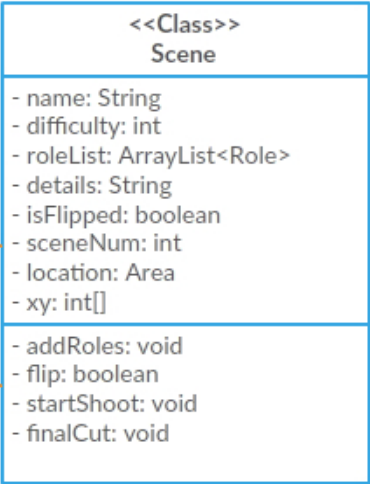 <<Class>>
Scene
- name: String
- difficulty: int
- roleList: ArrayList<Role>
- details: String
- isFlipped: boolean
- sceneNum: int
- location: Area
- xy: int[]
- addRoles: void
- flip: boolean
- startShoot: void
- finalCut: void